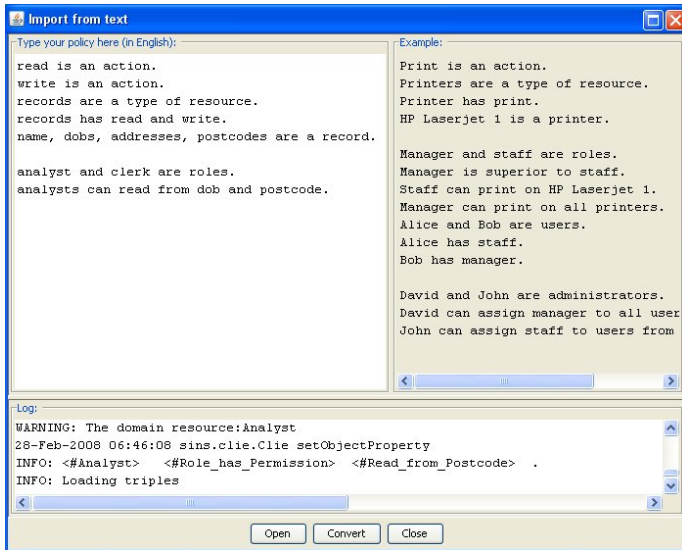 Import from text
Type your policy here (in English):
read is an action.
write is an action.
records are a type of resource.
records has read and write.
name, dobs, addresses, postcodes are a record.
analyst and clerk are roles.
analysts can read from dob and postcode.
Example:
Print is an action.
Printers are a type of resource.
Printer has print.
HP Laserjet 1 is a printer.
Manager and staff are roles.
Manager is superior to staff.
Staff can print on HP Laserjet 1.
Manager can print on all printers.
Alice and Bob are users.
Alice has staff.
Bob has manager.
David and John are administrators.
David can assign manager to all user
John can assign staff to users from
Log:
WARNING: The domain resource:Analyst
28-Feb-2008 06:46:08 sins.clie.Clie setObjectProperty
INFO: <#Analyst> <#Role_has_Permission> <#Read_from_Postcode> .
INFO: Loading triples
Open Convert Close